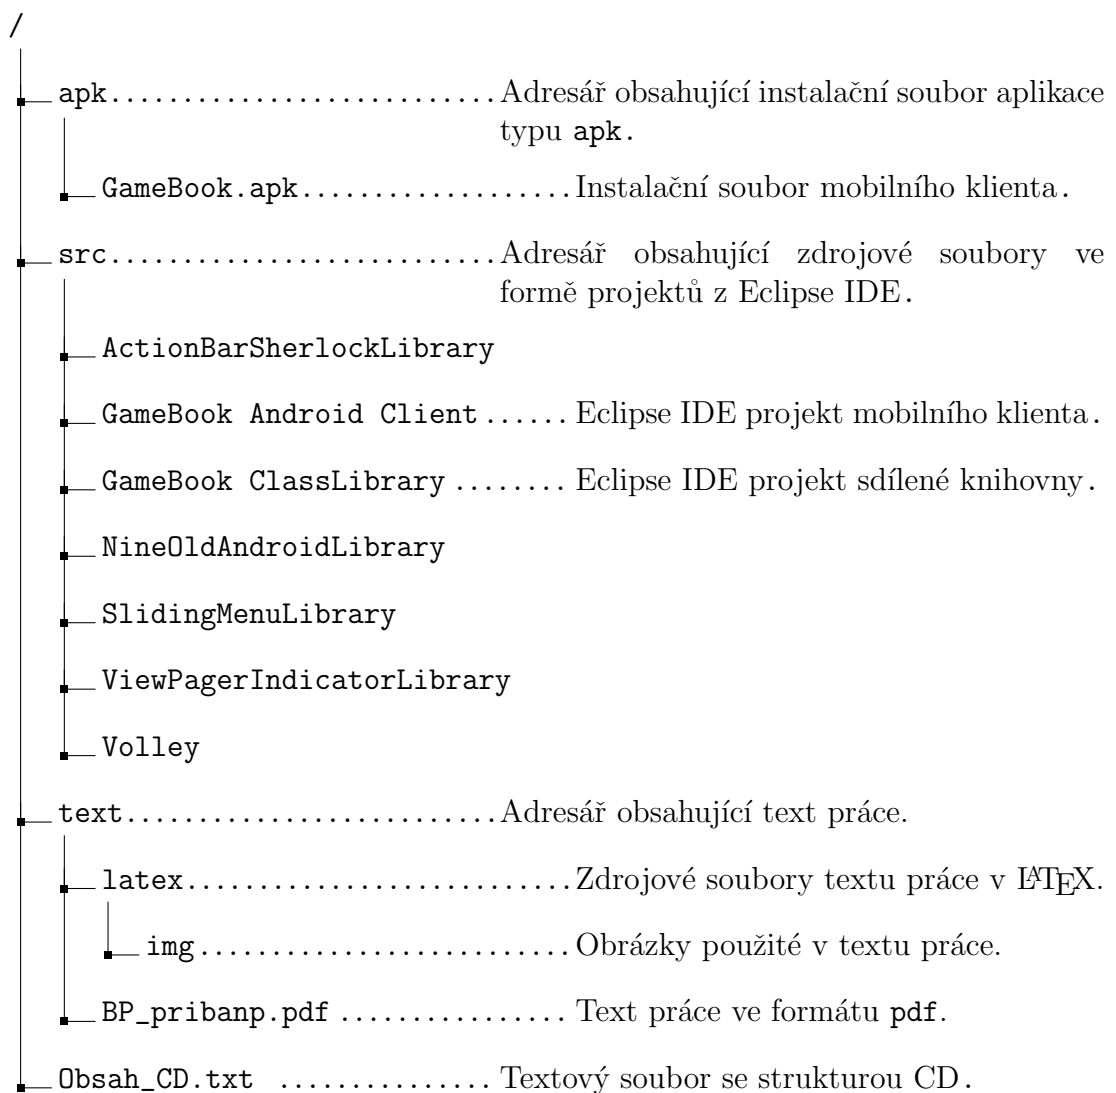 /
apk...........................Adresář obsahující instalační soubor aplikace
typu apk.
GameBook.apk...................Instalační soubor mobilního klienta.
src...........................Adresář obsahující zdrojové soubory ve
formě projektů z Eclipse IDE.
ActionBarSherlockLibrary
GameBook Android Client ...... Eclipse IDE projekt mobilního klienta.
GameBook ClassLibrary ........ Eclipse IDE projekt sdílené knihovny.
NineOldAndroidLibrary
SlidingMenuLibrary
ViewPagerIndicatorLibrary
Volley
text..........................Adresář obsahující text práce.
latex...........................Zdrojové soubory textu práce v LATEX.
img..........................Obrázky použité v textu práce.
BP_pribanp.pdf ................ Text práce ve formátu pdf.
Obsah_CD.txt ............... Textový soubor se strukturou CD.